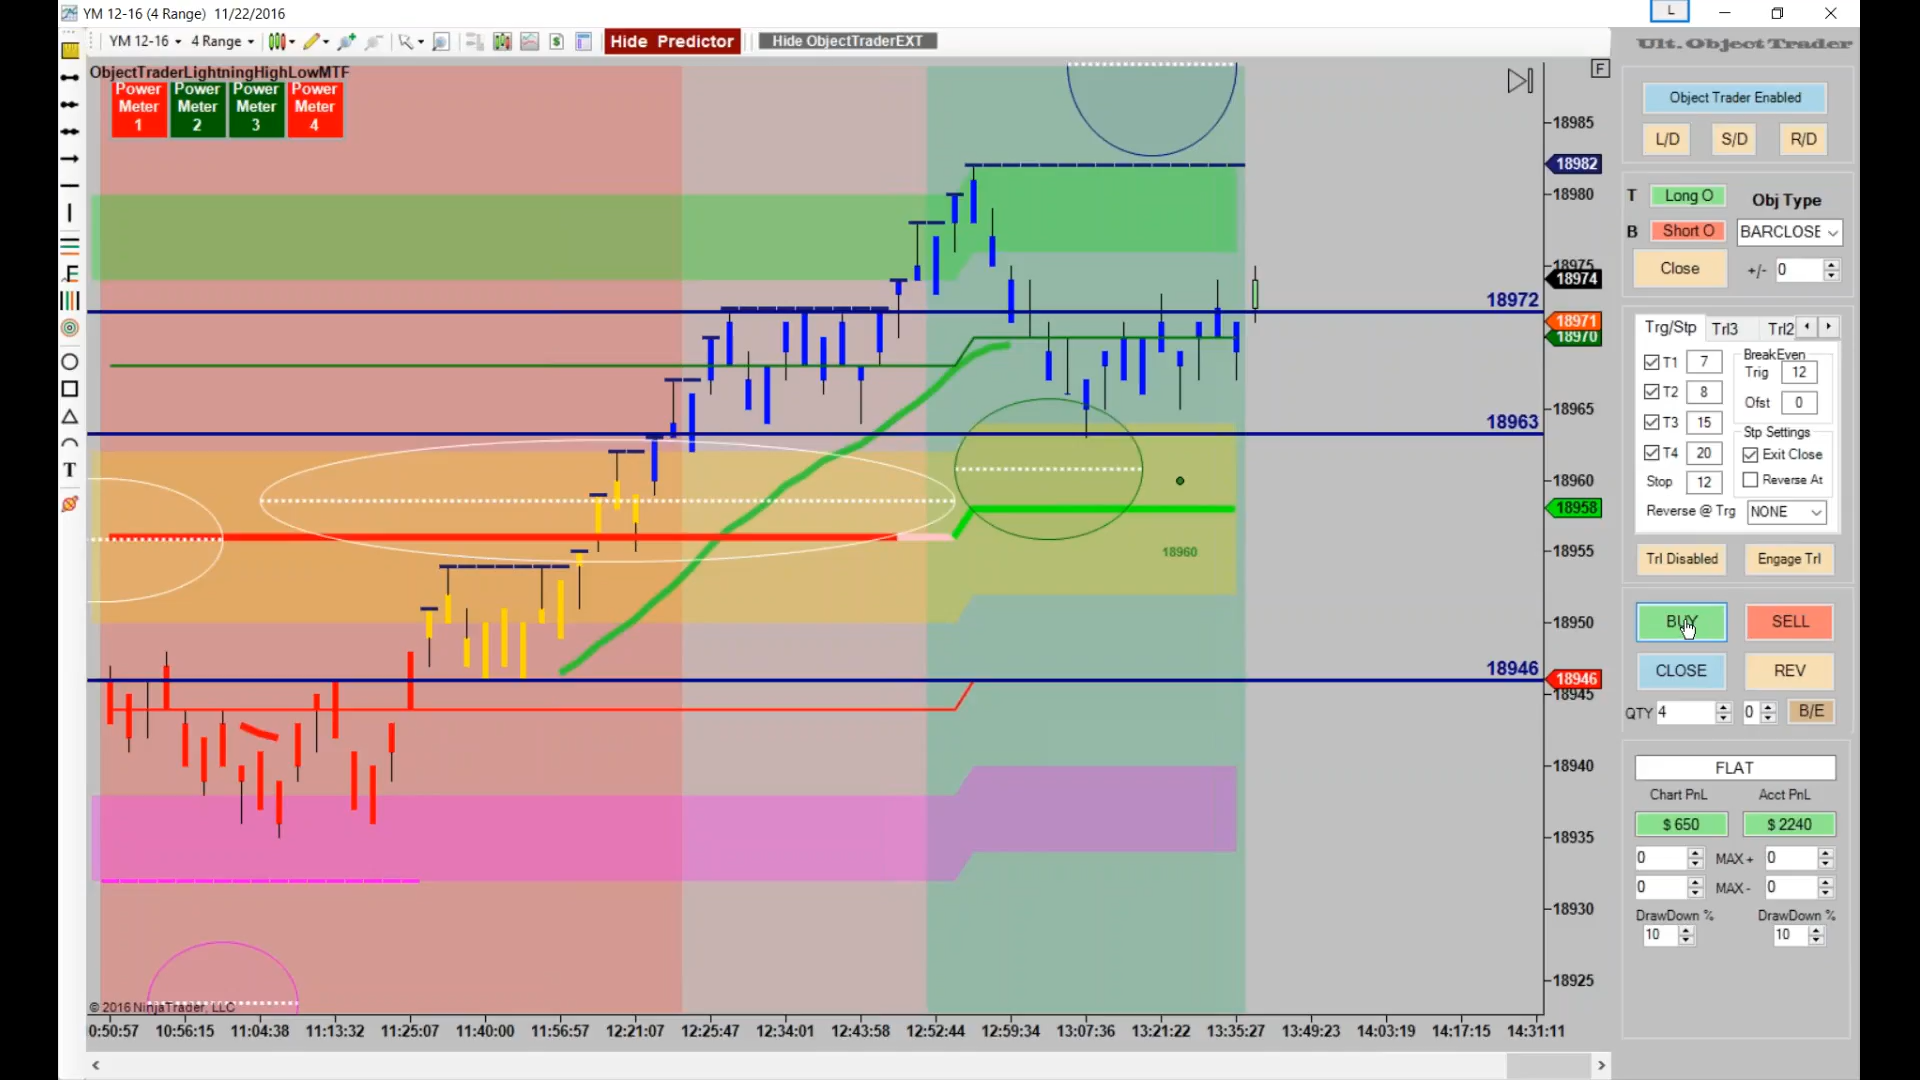 YM 12-16 (4 Range)  11/22/2016
L
YM 12-16
4 Range
Hide Predictor
Hide ObjectTraderEXT
Ult. Object Trader
ObjectTraderLightningHighLowMTF
Power Meter 1
Power Meter 2
Power Meter 3
Power Meter 4
F
18985
18982
18980
18975
18974
18972
18971
18970
18965
18963
18960
18958
18955
18960
18950
18946
18946
18945
18940
18935
18930
18925
© 2016 NinjaTrader, LLC
0:50:57
10:56:15
11:04:38
11:13:32
11:25:07
11:40:00
11:56:57
12:21:07
12:25:47
12:34:01
12:43:58
12:52:44
12:59:34
13:07:36
13:21:22
13:35:27
13:49:23
14:03:19
14:17:15
14:31:11
Object Trader Enabled
L/D
S/D
R/D
T
Long O
Obj Type
B
Short O
BARCLOSE
Close
+/-
0
Trg/Stp
Trl3
Trl2
T1
7
BreakEven
Trig
12
T2
8
Ofst
0
T3
15
Stp Settings
T4
20
Exit Close
Stop
12
Reverse At
Reverse @ Trg
NONE
Trl Disabled
Engage Trl
BUY
SELL
CLOSE
REV
QTY
4
0
B/E
FLAT
Chart PnL
Acct PnL
$ 650
$ 2240
0
MAX +
0
0
MAX -
0
DrawDown %
DrawDown %
10
10
T